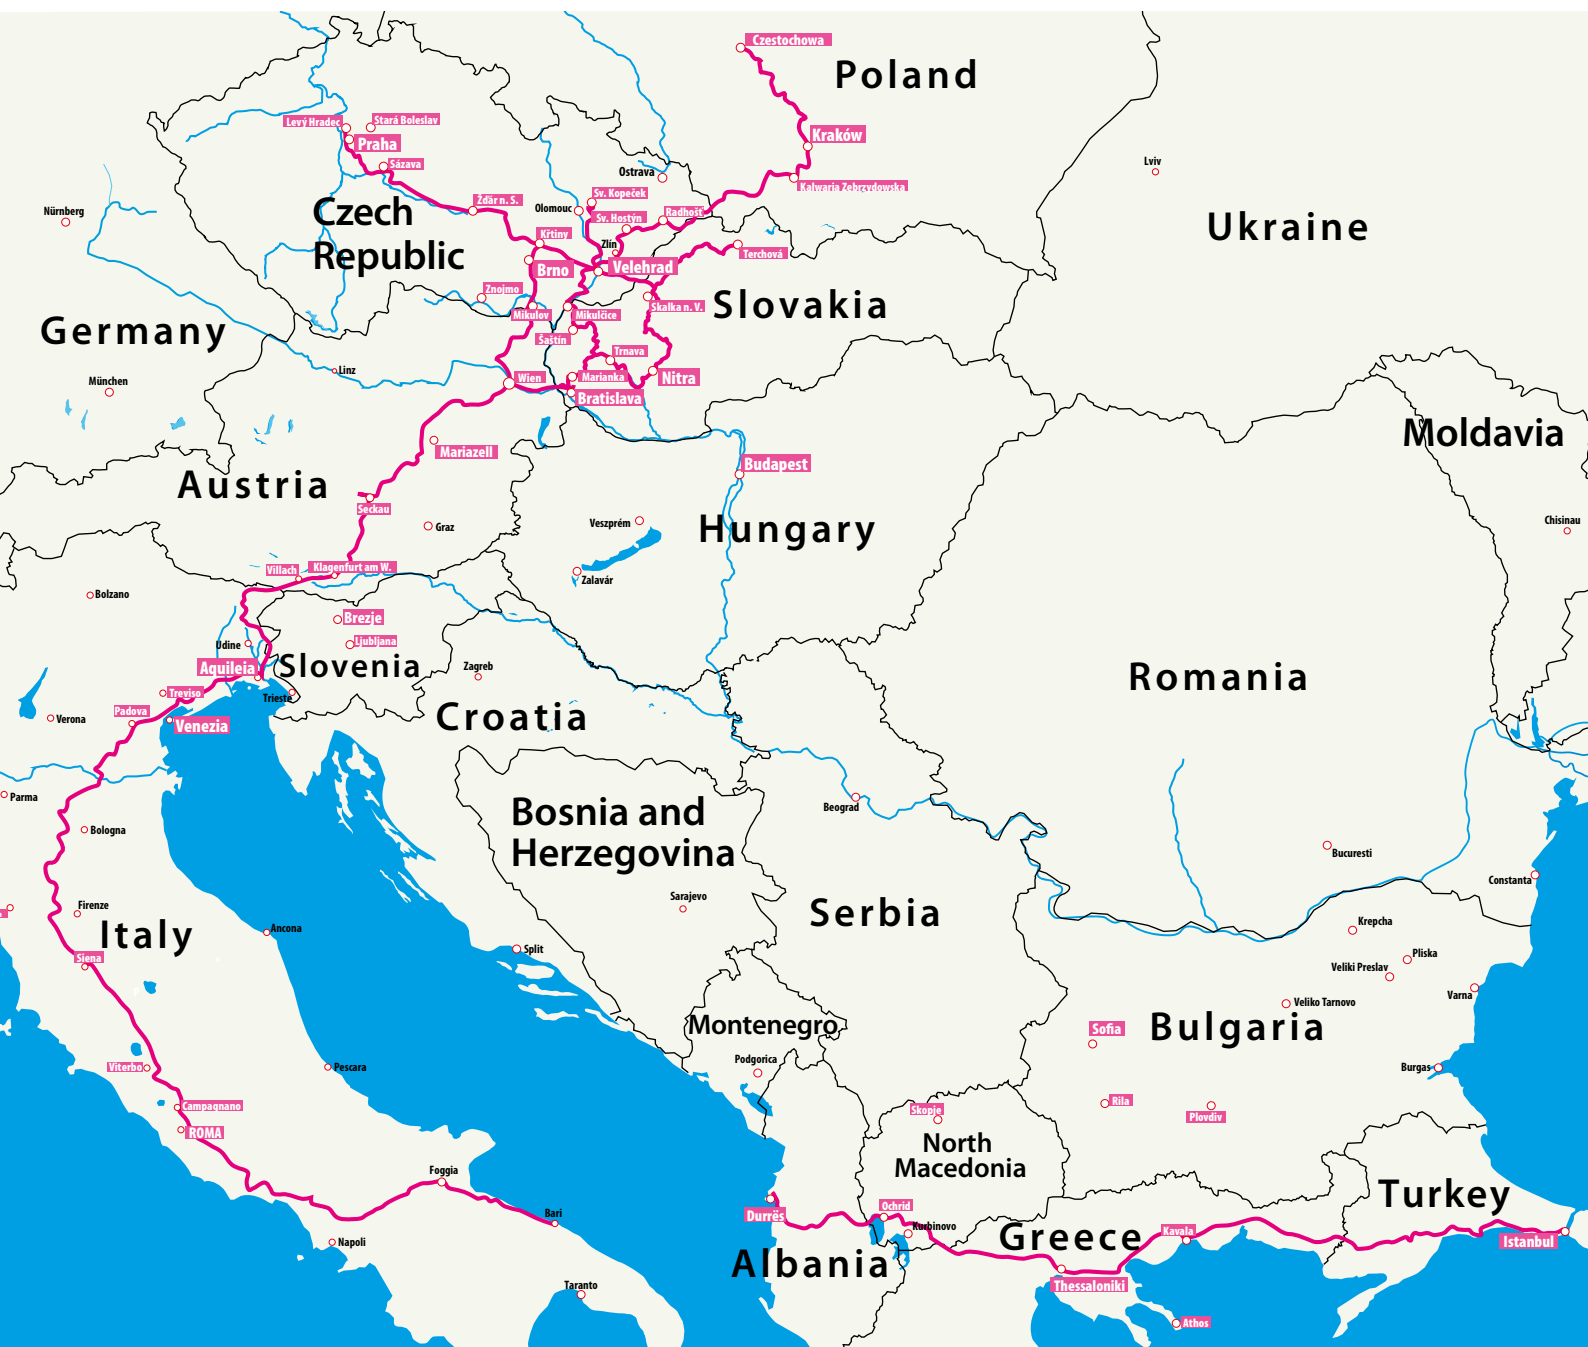 Czestochowa
Poland
Levý Hradec
Stará Boleslav
Kraków
Praha
Lviv
Sázava
Ostrava
Kalwaria Zebrzydowska
Sv. Kopeček
Žďár n. S.
Nürnberg
Czech
Republic
Olomouc
Sv. Hostýn
Radhošť
Ukraine
Křtiny
Zlín
Terchová
Brno
Velehrad
Znojmo
Slovakia
Skalka n. V.
Mikulov
Mikulčice
Germany
Šaštín
Trnava
Linz
Wien
Marianka
Nitra
München
Bratislava
Moldavia
Mariazell
Budapest
Austria
Seckau
Graz
Veszprém
Hungary
Chisinau
Villach
Klagenfurt am W.
Zalavár
Bolzano
Brezje
Udine
Ljubljana
Aquileia
Slovenia
Zagreb
Romania
Treviso
Trieste
Padova
Verona
Venezia
Croatia
Parma
Beograd
Bosnia and
Herzegovina
Bologna
Bucuresti
Constanta
Sarajevo
Firenze
Serbia
Krepcha
Italy
Ancona
Split
Pliska
Siena
Veliki Preslav
Varna
Veliko Tarnovo
Montenegro
Sofia
Bulgaria
Podgorica
Viterbo
Pescara
Burgas
Rila
Campagnano
Skopje
Plovdiv
ROMA
North
Macedonia
Foggia
Turkey
Ochrid
Durrës
Bari
Kurbinovo
Greece
Kavala
Napoli
Istanbul
Albania
Taranto
Thessaloniki
Athos